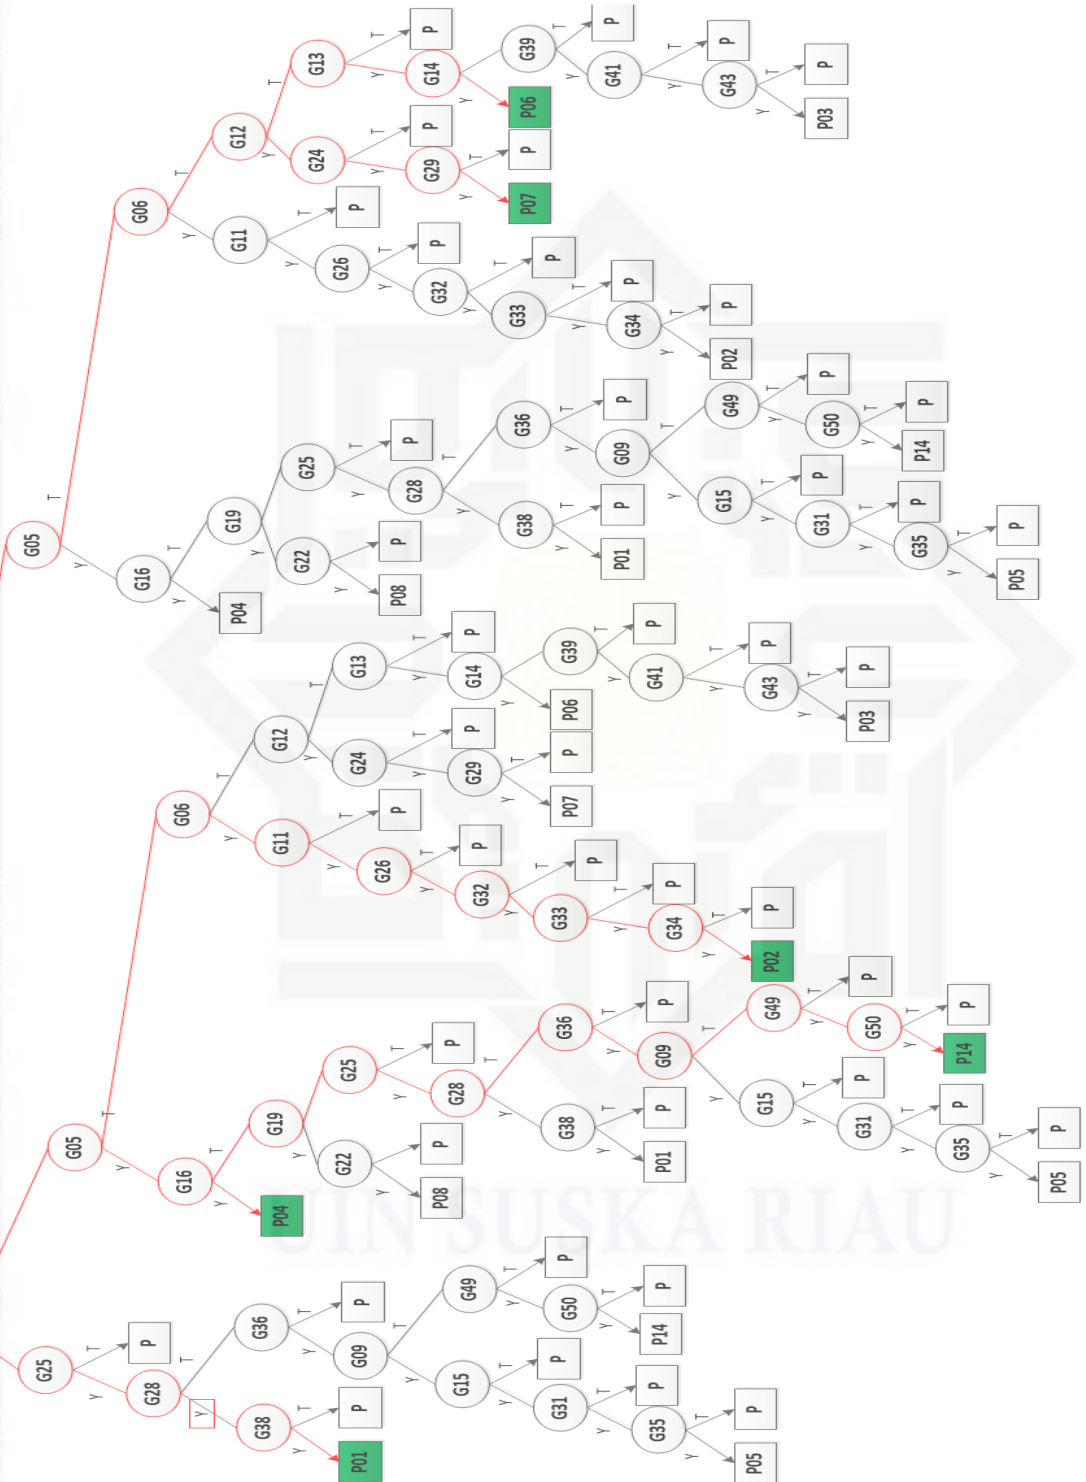 G25
Y T
G28 P
Y T
G38 G36
Y T Y T
P01 P G09 P
Y T
G15 G49
Y T Y T
G31 P G50 P
Y T Y T
G35 P P14 P
Y T
P05 P
G05
Y T
G16 G06
Y T Y T
P04 G19 G11 G12
Y T Y T Y T
G22 G25 G26 P G24 G13
Y T Y T Y T Y T Y T
P08 P G28 P G32 P G29 P G14 P
Y T Y T Y T Y
G38 G36 G33 P P07 P P06 G39
Y T Y T Y T Y T
P01 P G09 P G34 P G41 P
Y T Y T Y T
G15 G49 P02 P G43 P
Y T Y T Y T
G31 P G50 P P03 P
Y T Y T
G35 P P14 P
Y T
P05 P
G05
Y T
G16 G06
Y T Y T
P04 G19 G11 G12
Y T Y T Y T
G22 G25 G26 P G24 G13
Y T Y T Y T Y T Y T
P08 P G28 P G32 P G29 P G14 P
Y T Y T Y T Y
G38 G36 G33 P P07 P P06 G39
Y T Y T Y T Y T
P01 P G09 P G34 P G41 P
Y T Y T Y T
G15 G49 P02 P G43 P
Y T Y T Y T
G31 P G50 P P03 P
Y T Y T
G35 P P14 P
Y T
P05 P
UIN SUSKA RIAU